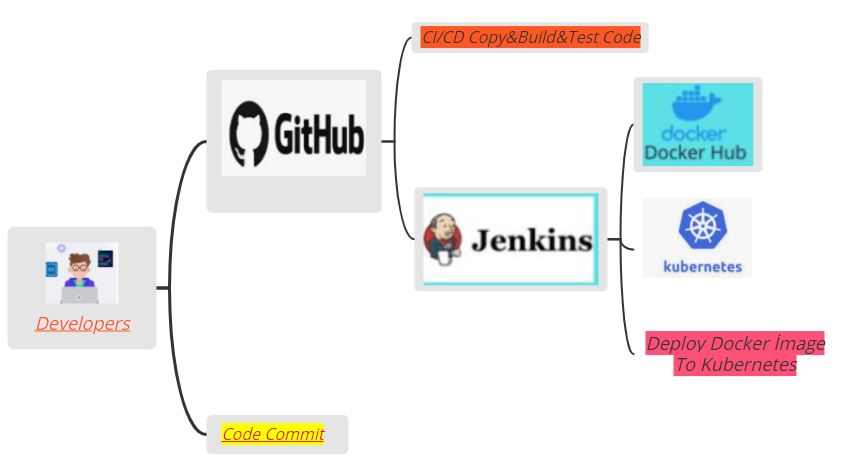 CI/CD Copy&Build&Test Code
GitHub
docker
Docker Hub
Jenkins
kubernetes
Developers
Deploy Docker İmage
To Kubernetes
Code Commit